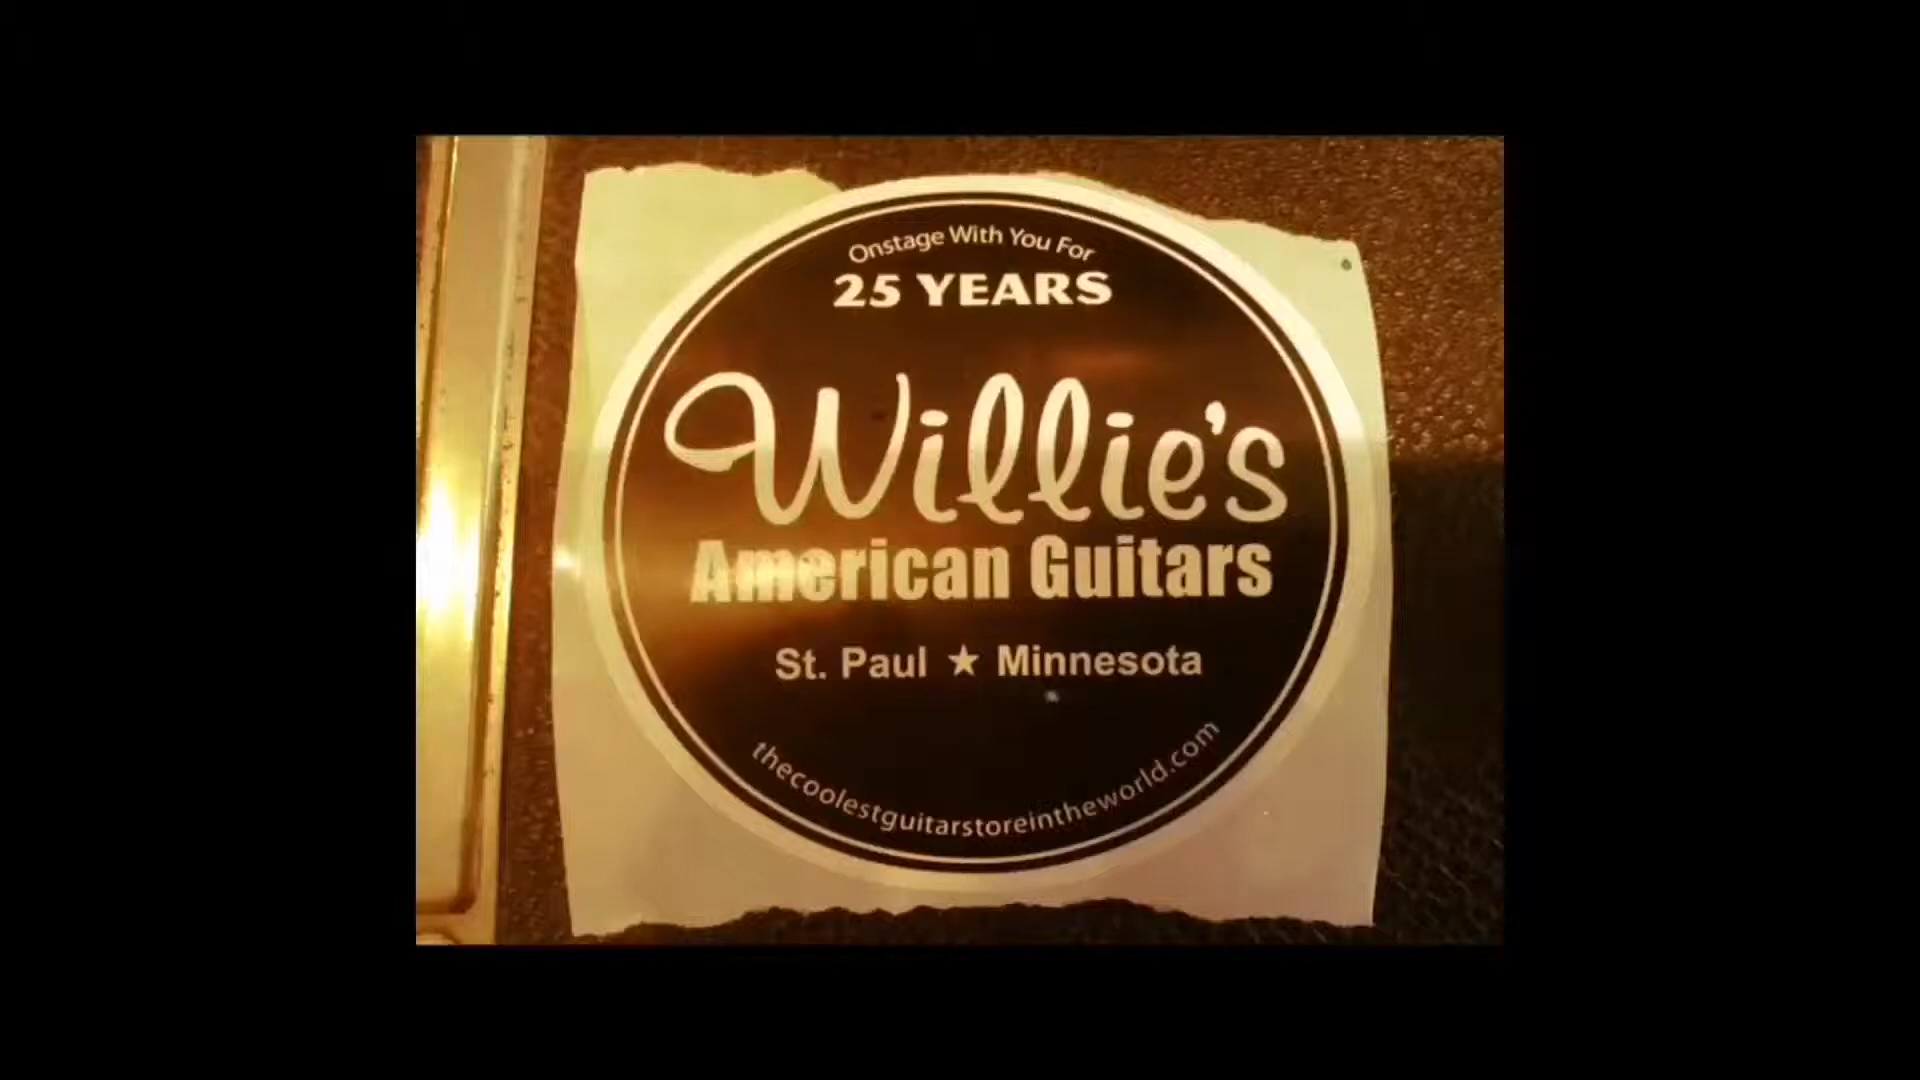 Onstage With You For
25 YEARS
Willie's
American Guitars
St. Paul ★ Minnesota
thecoolestguitarstoreintheworld.com